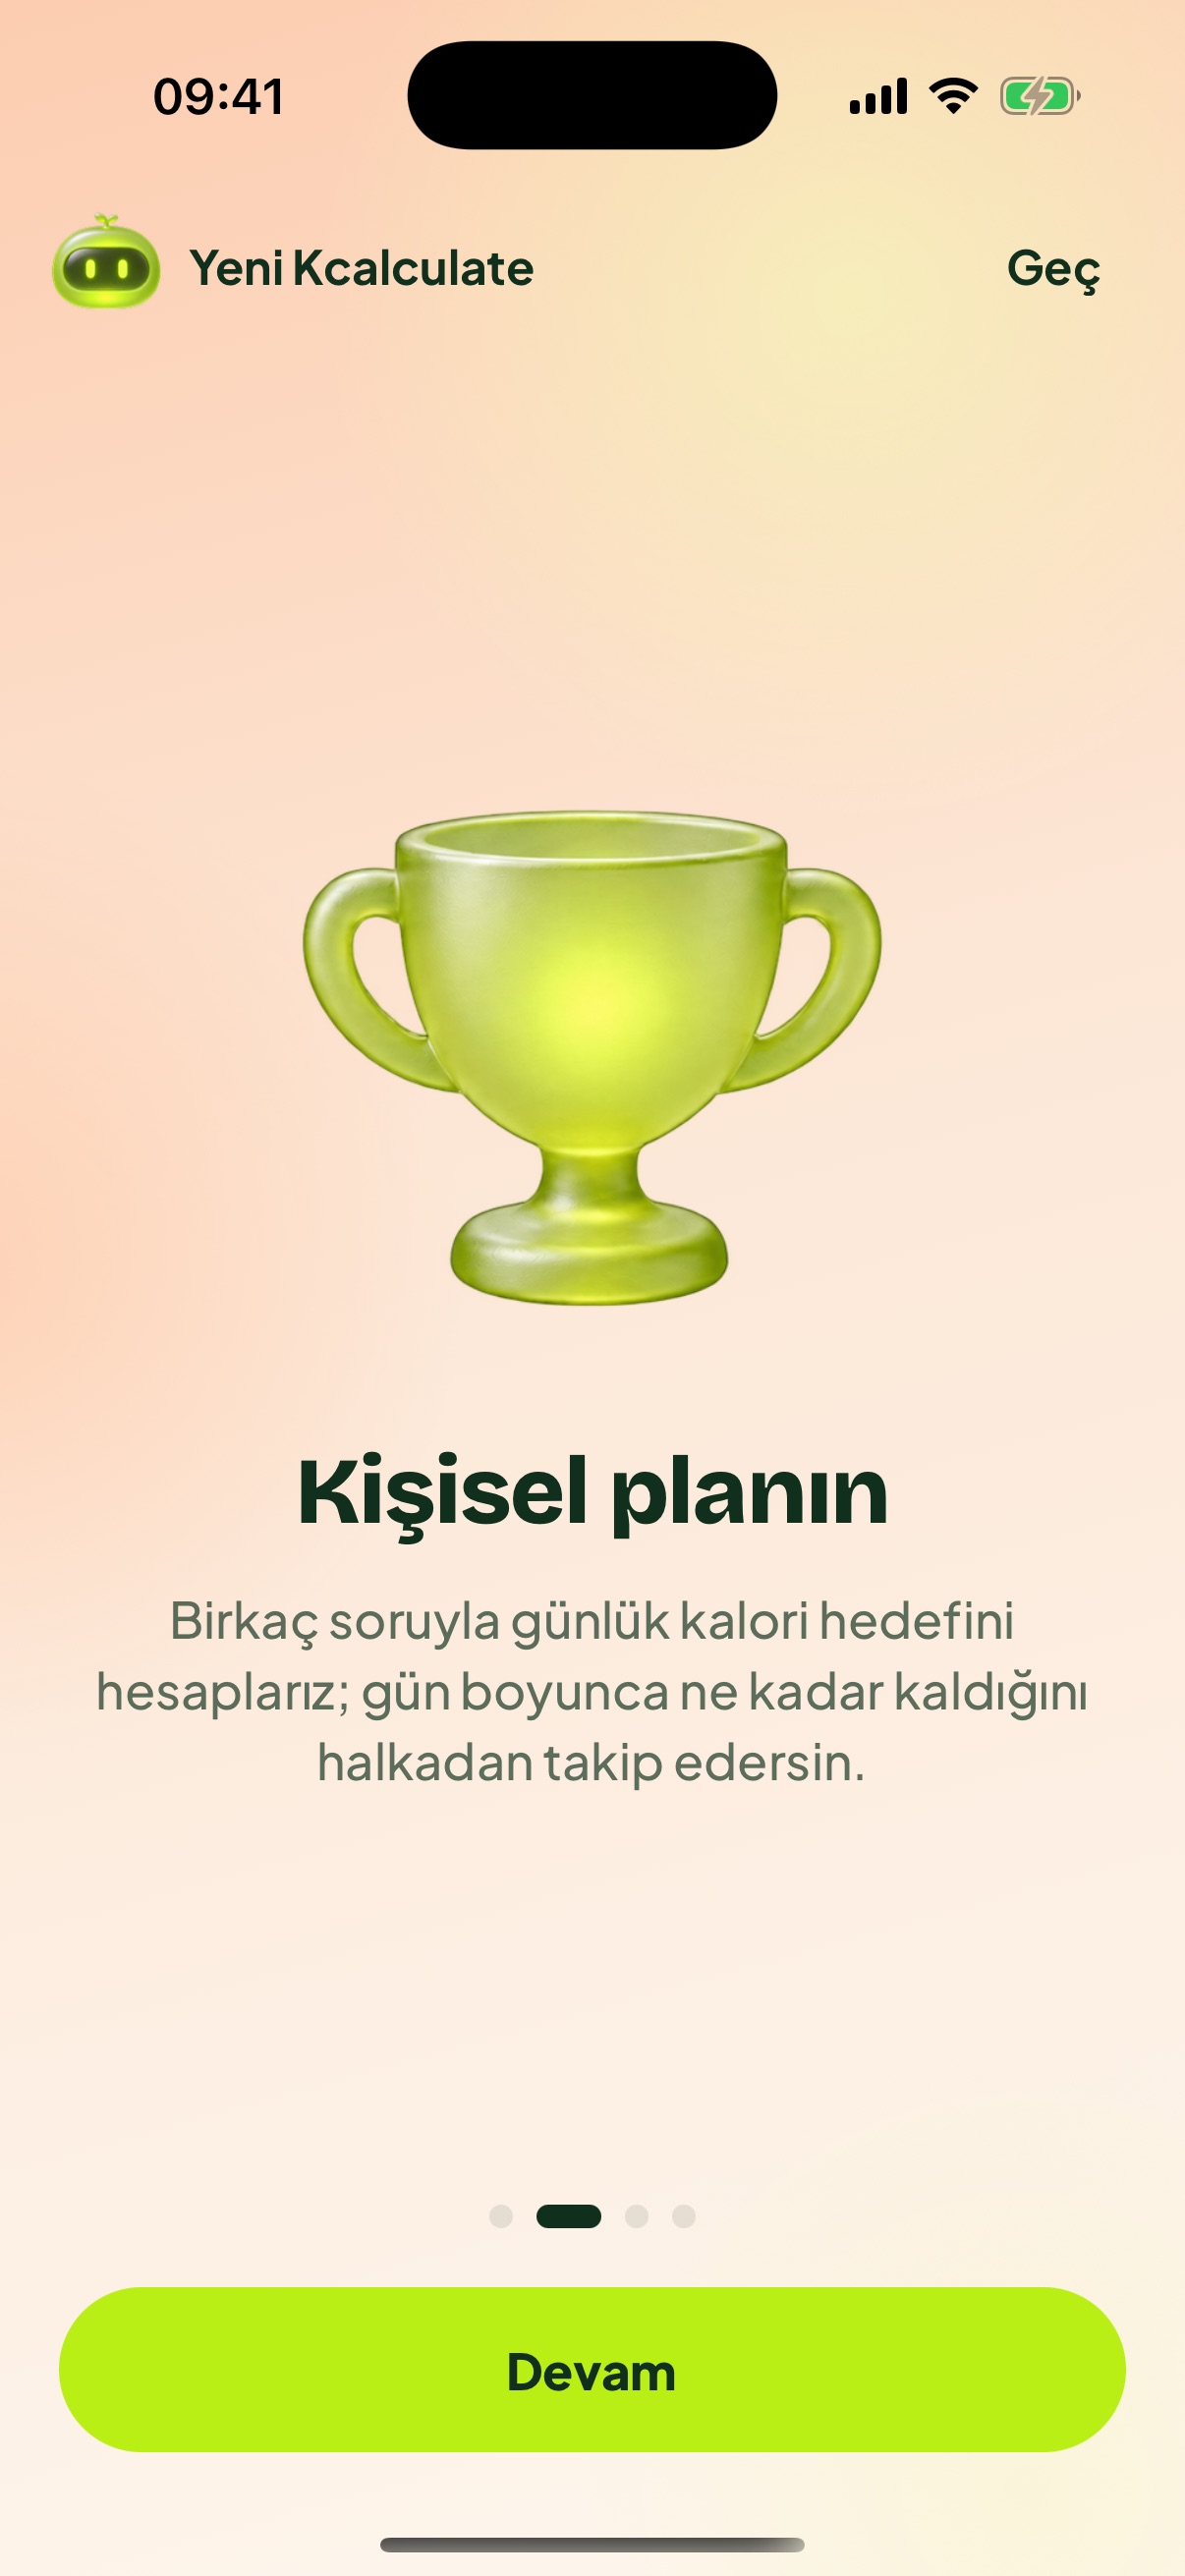 09:41
Yeni Kcalculate
Geç
Kişisel planın
Birkaç soruyla günlük kalori hedefini
hesaplarız; gün boyunca ne kadar kaldığını
halkadan takip edersin.
Devam